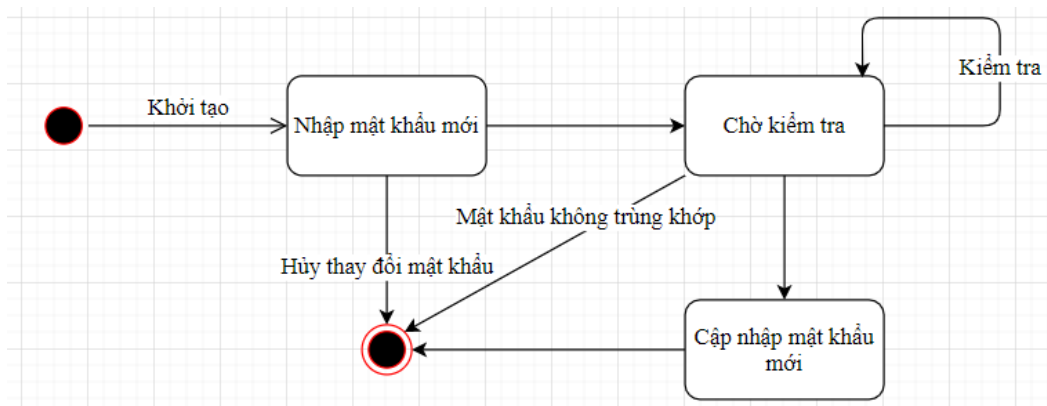 Kiểm tra
Khởi tạo
Nhập mật khẩu mới
Chờ kiểm tra
Mật khẩu không trùng khớp
Hủy thay đổi mật khẩu
Cập nhập mật khẩu
mới